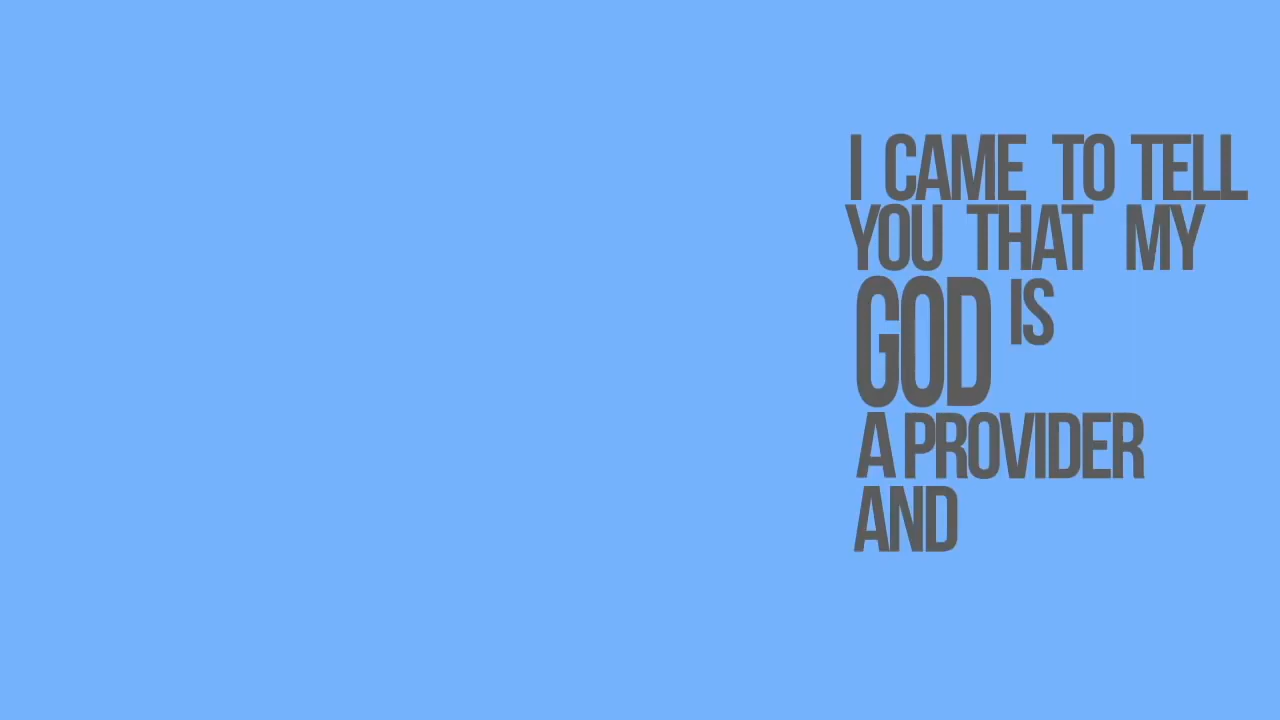 I CAME TO TELL
YOU THAT MY
GOD IS
A PROVIDER
AND